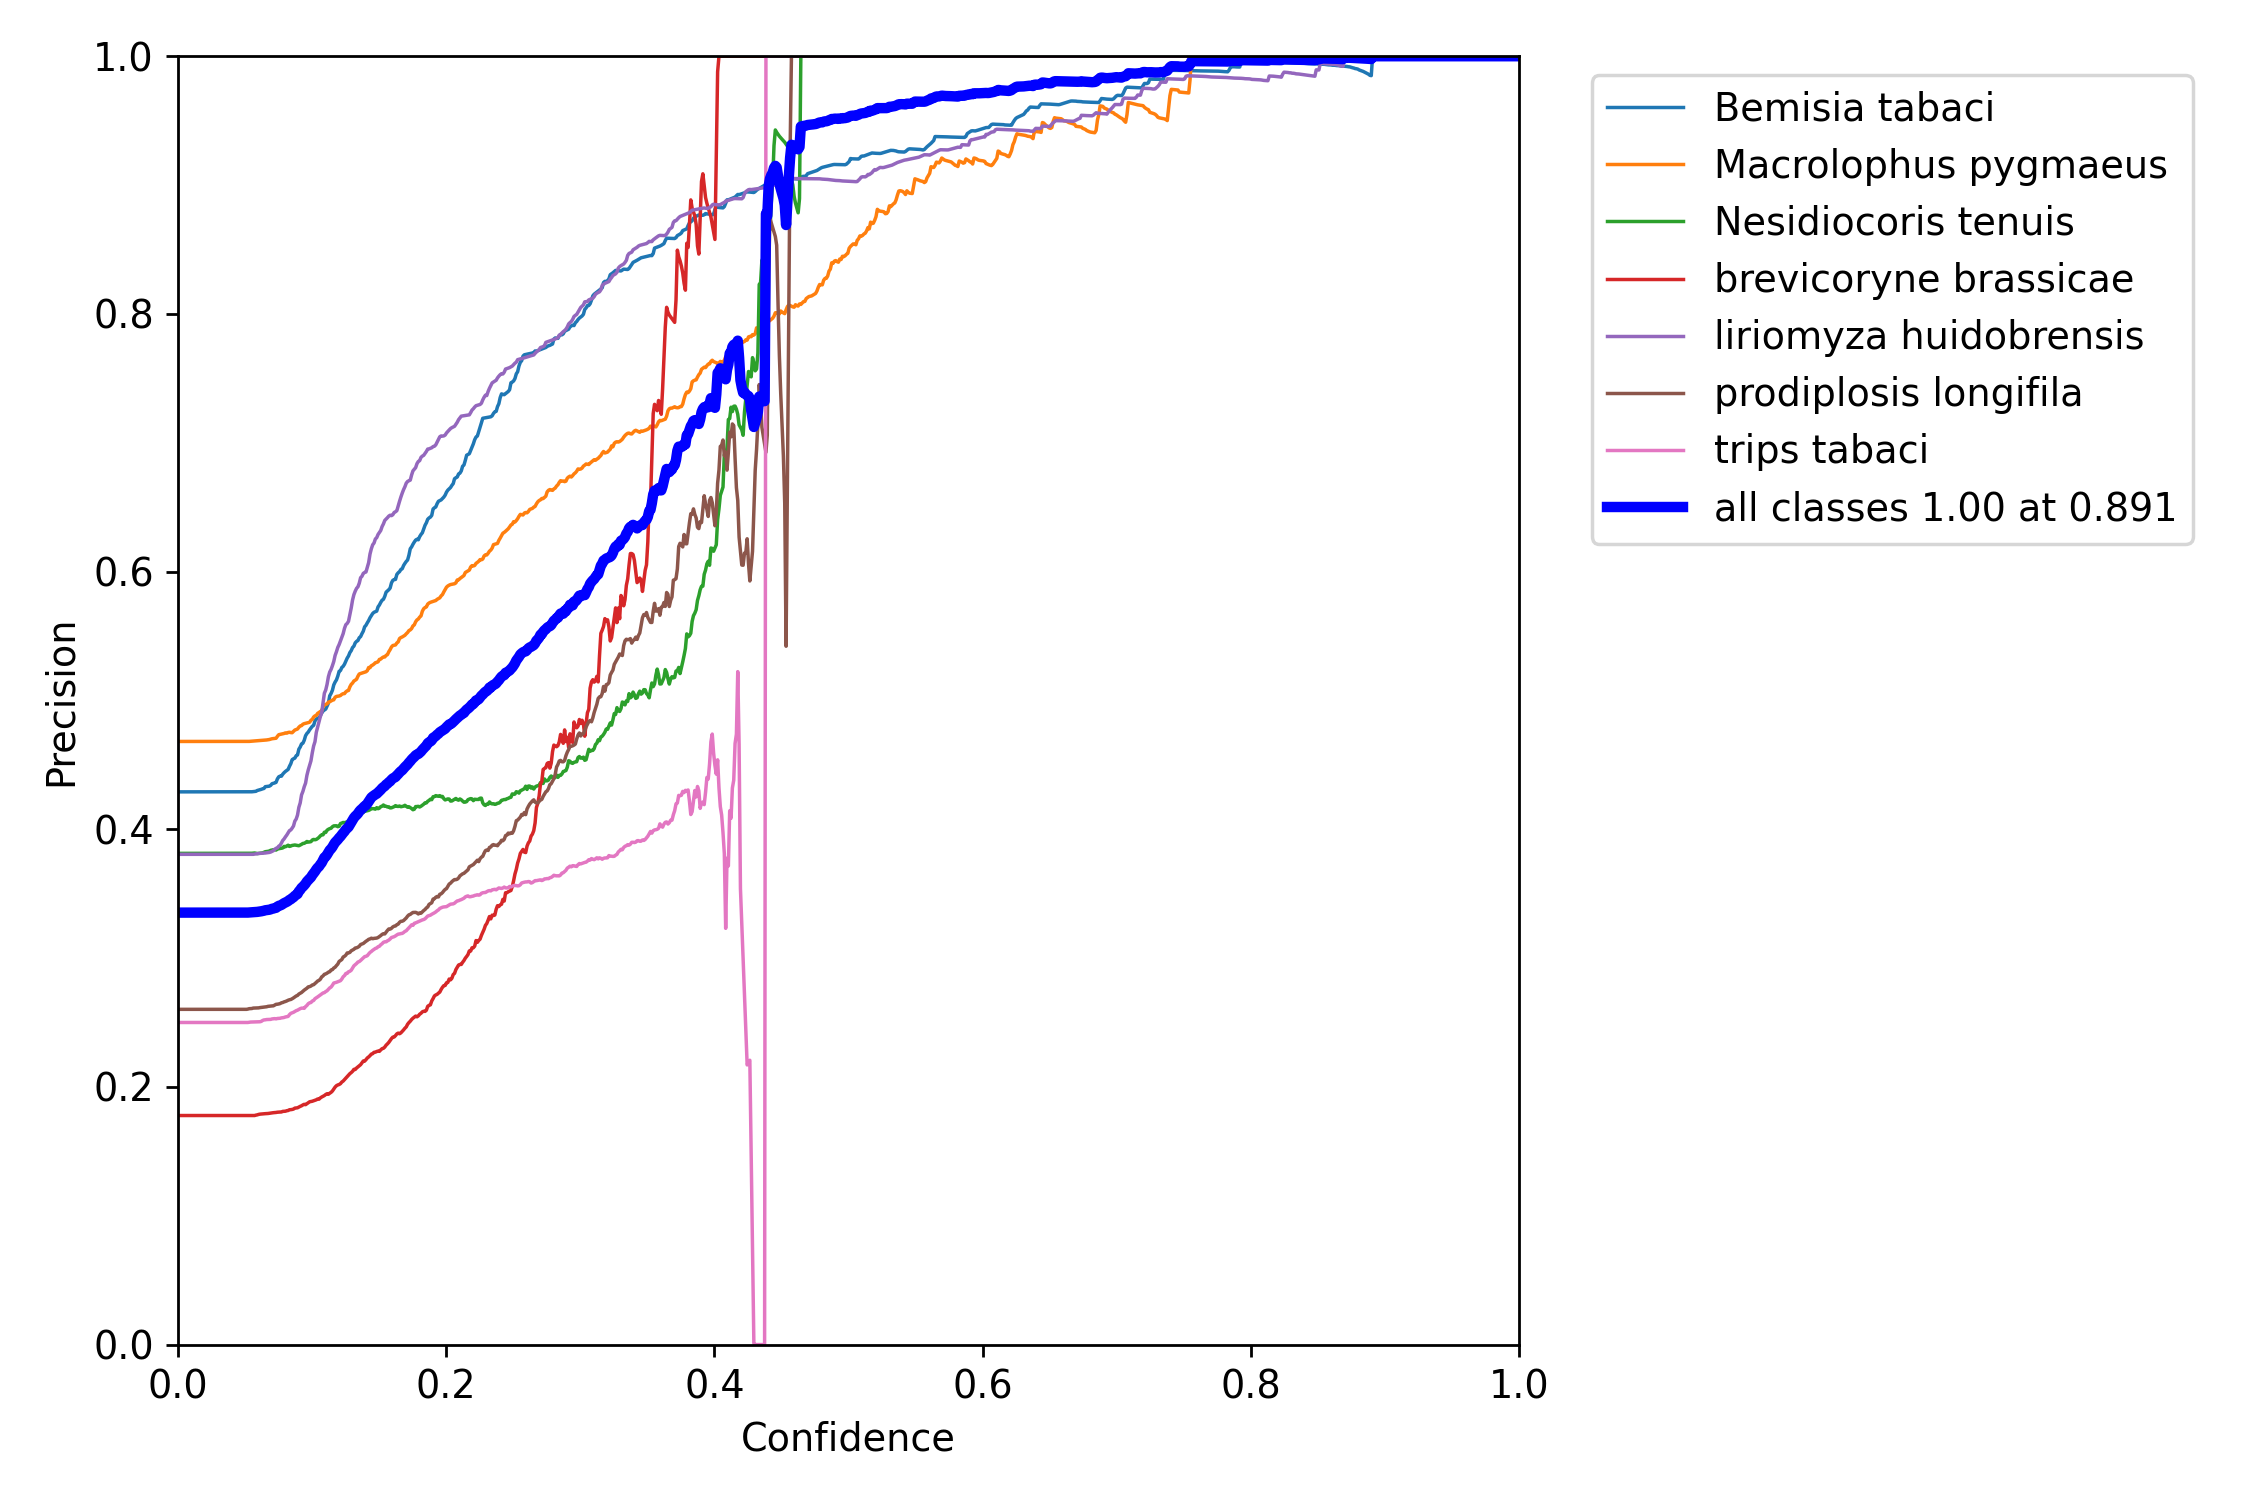 1.0
0.8
0.6
0.4
0.2
0.0
Precision
0.0 0.2 0.4 0.6 0.8 1.0
Confidence
Bemisia tabaci
Macrolophus pygmaeus
Nesidiocoris tenuis
brevicoryne brassicae
liriomyza huidobrensis
prodiplosis longifila
trips tabaci
all classes 1.00 at 0.891